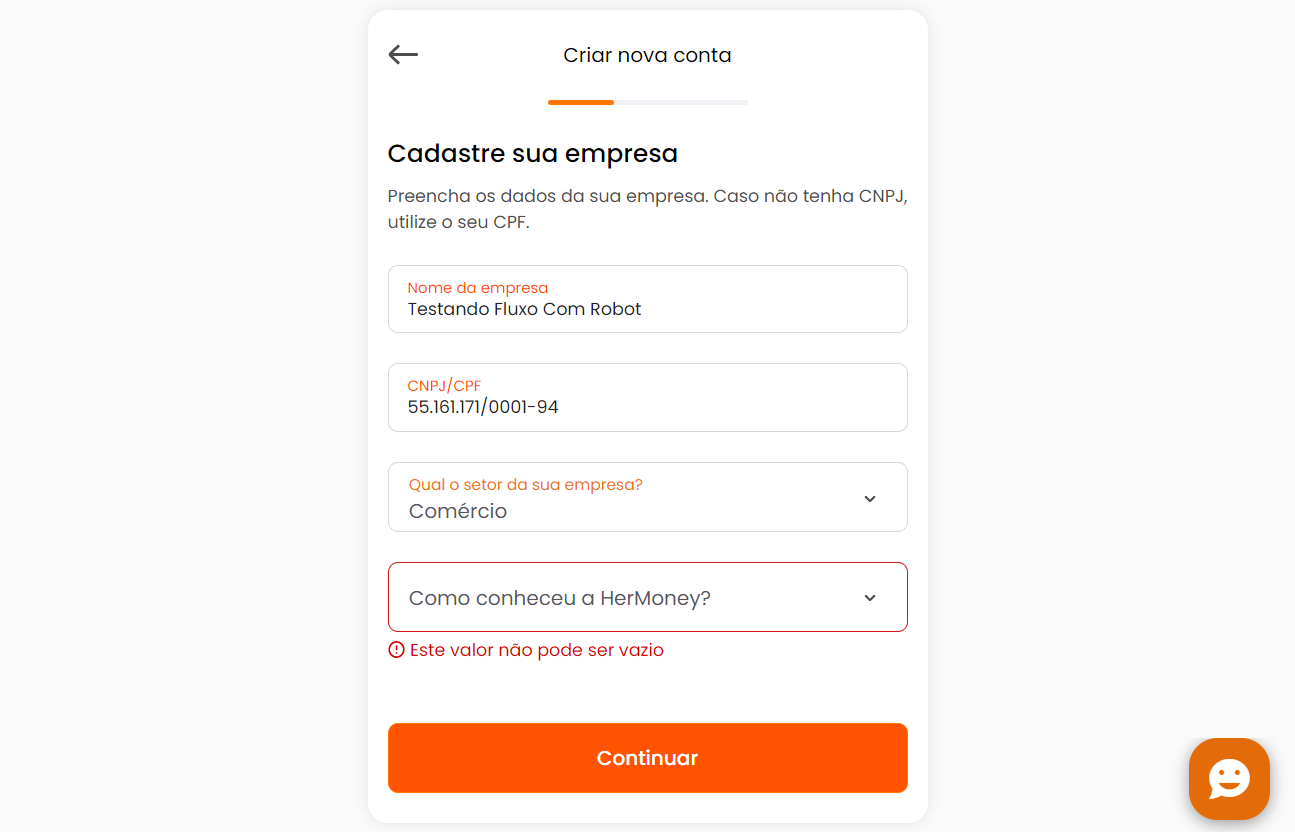 Criar nova conta
Cadastre sua empresa
Preencha os dados da sua empresa. Caso não tenha CNPJ,
utilize o seu CPF.
Nome da empresa
Testando Fluxo Com Robot
CNPJ/CPF
55.161.171/0001-94
Qual o setor da sua empresa?
Comércio
Como conheceu a HerMoney?
Este valor não pode ser vazio
Continuar